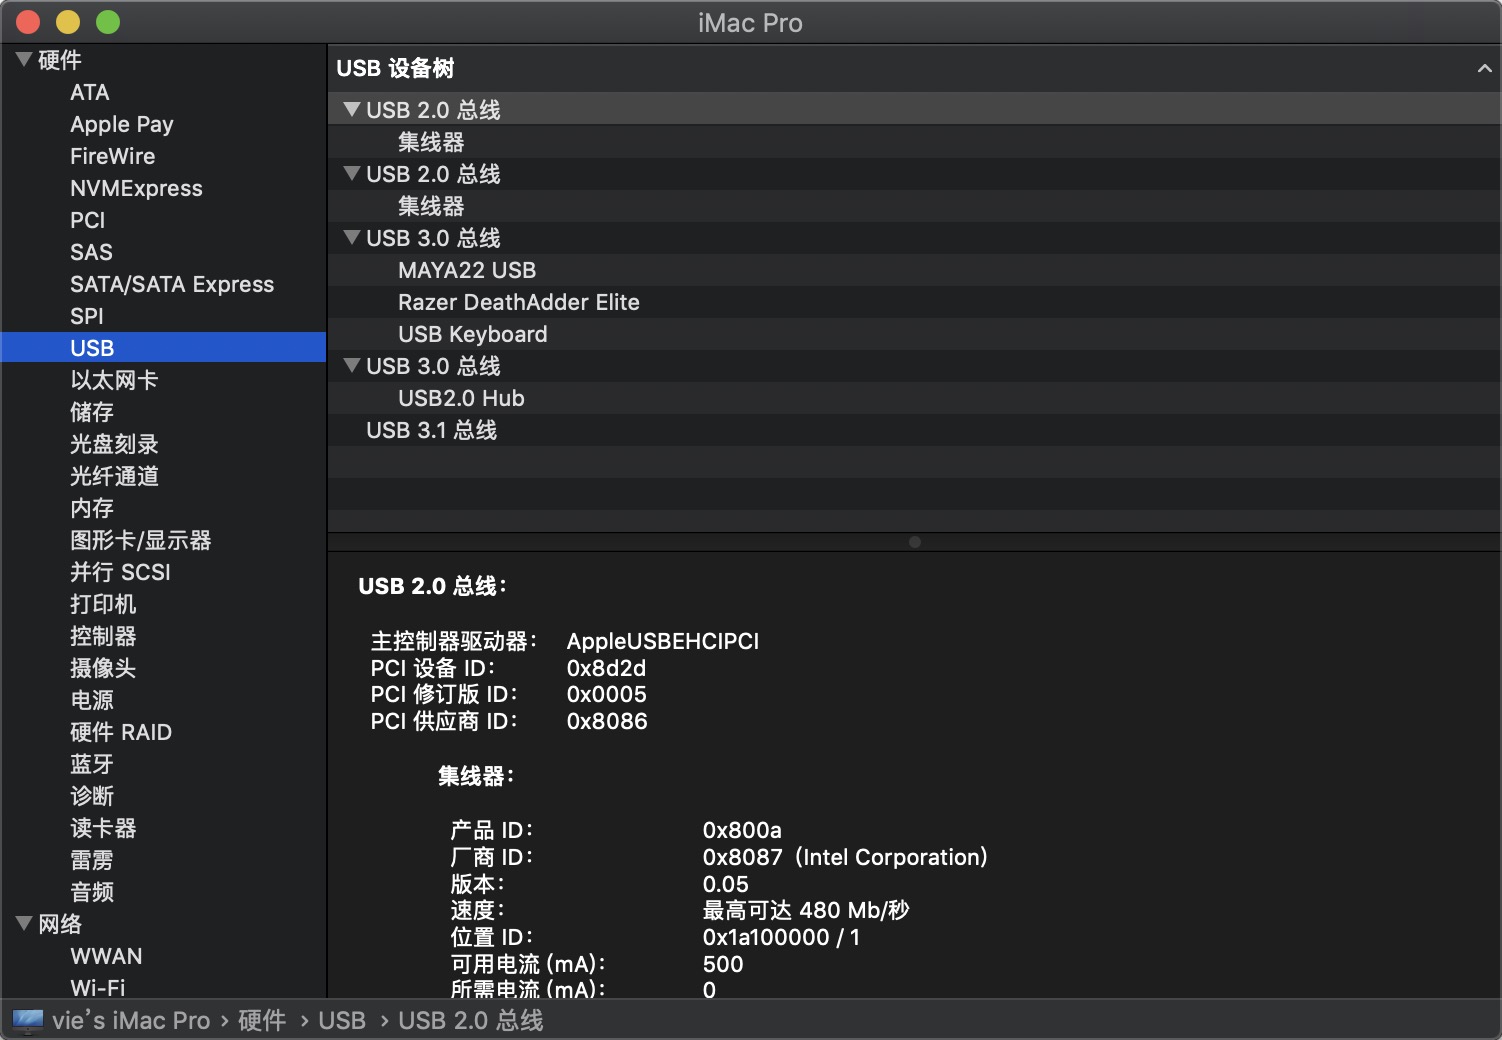 iMac Pro
硬件
ATA
Apple Pay
FireWire
NVMExpress
PCI
SAS
SATA/SATA Express
SPI
USB
以太网卡
储存
光盘刻录
光纤通道
内存
图形卡/显示器
并行 SCSI
打印机
控制器
摄像头
电源
硬件 RAID
蓝牙
诊断
读卡器
雷雳
音频
网络
WWAN
Wi-Fi
USB 设备树
USB 2.0 总线
集线器
USB 2.0 总线
集线器
USB 3.0 总线
MAYA22 USB
Razer DeathAdder Elite
USB Keyboard
USB 3.0 总线
USB2.0 Hub
USB 3.1 总线
USB 2.0 总线：
主控制器驱动器： AppleUSBEHCIPCI
PCI 设备 ID： 0x8d2d
PCI 修订版 ID： 0x0005
PCI 供应商 ID： 0x8086
集线器：
产品 ID： 0x800a
厂商 ID： 0x8087（Intel Corporation）
版本： 0.05
速度： 最高可达 480 Mb/秒
位置 ID： 0x1a100000 / 1
可用电流 (mA)： 500
所需电流 (mA)： 0
vie’s iMac Pro › 硬件 › USB › USB 2.0 总线